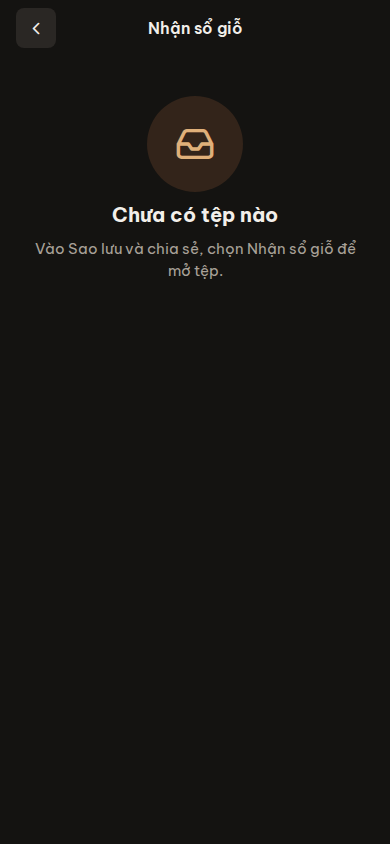 Nhận sổ giỗ
Chưa có tệp nào
Vào Sao lưu và chia sẻ, chọn Nhận sổ giỗ để
mở tệp.